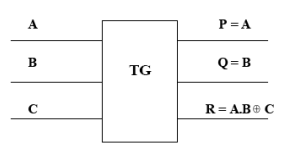 A P = A
B Q = B
TG
C R = A.B ⊕ C